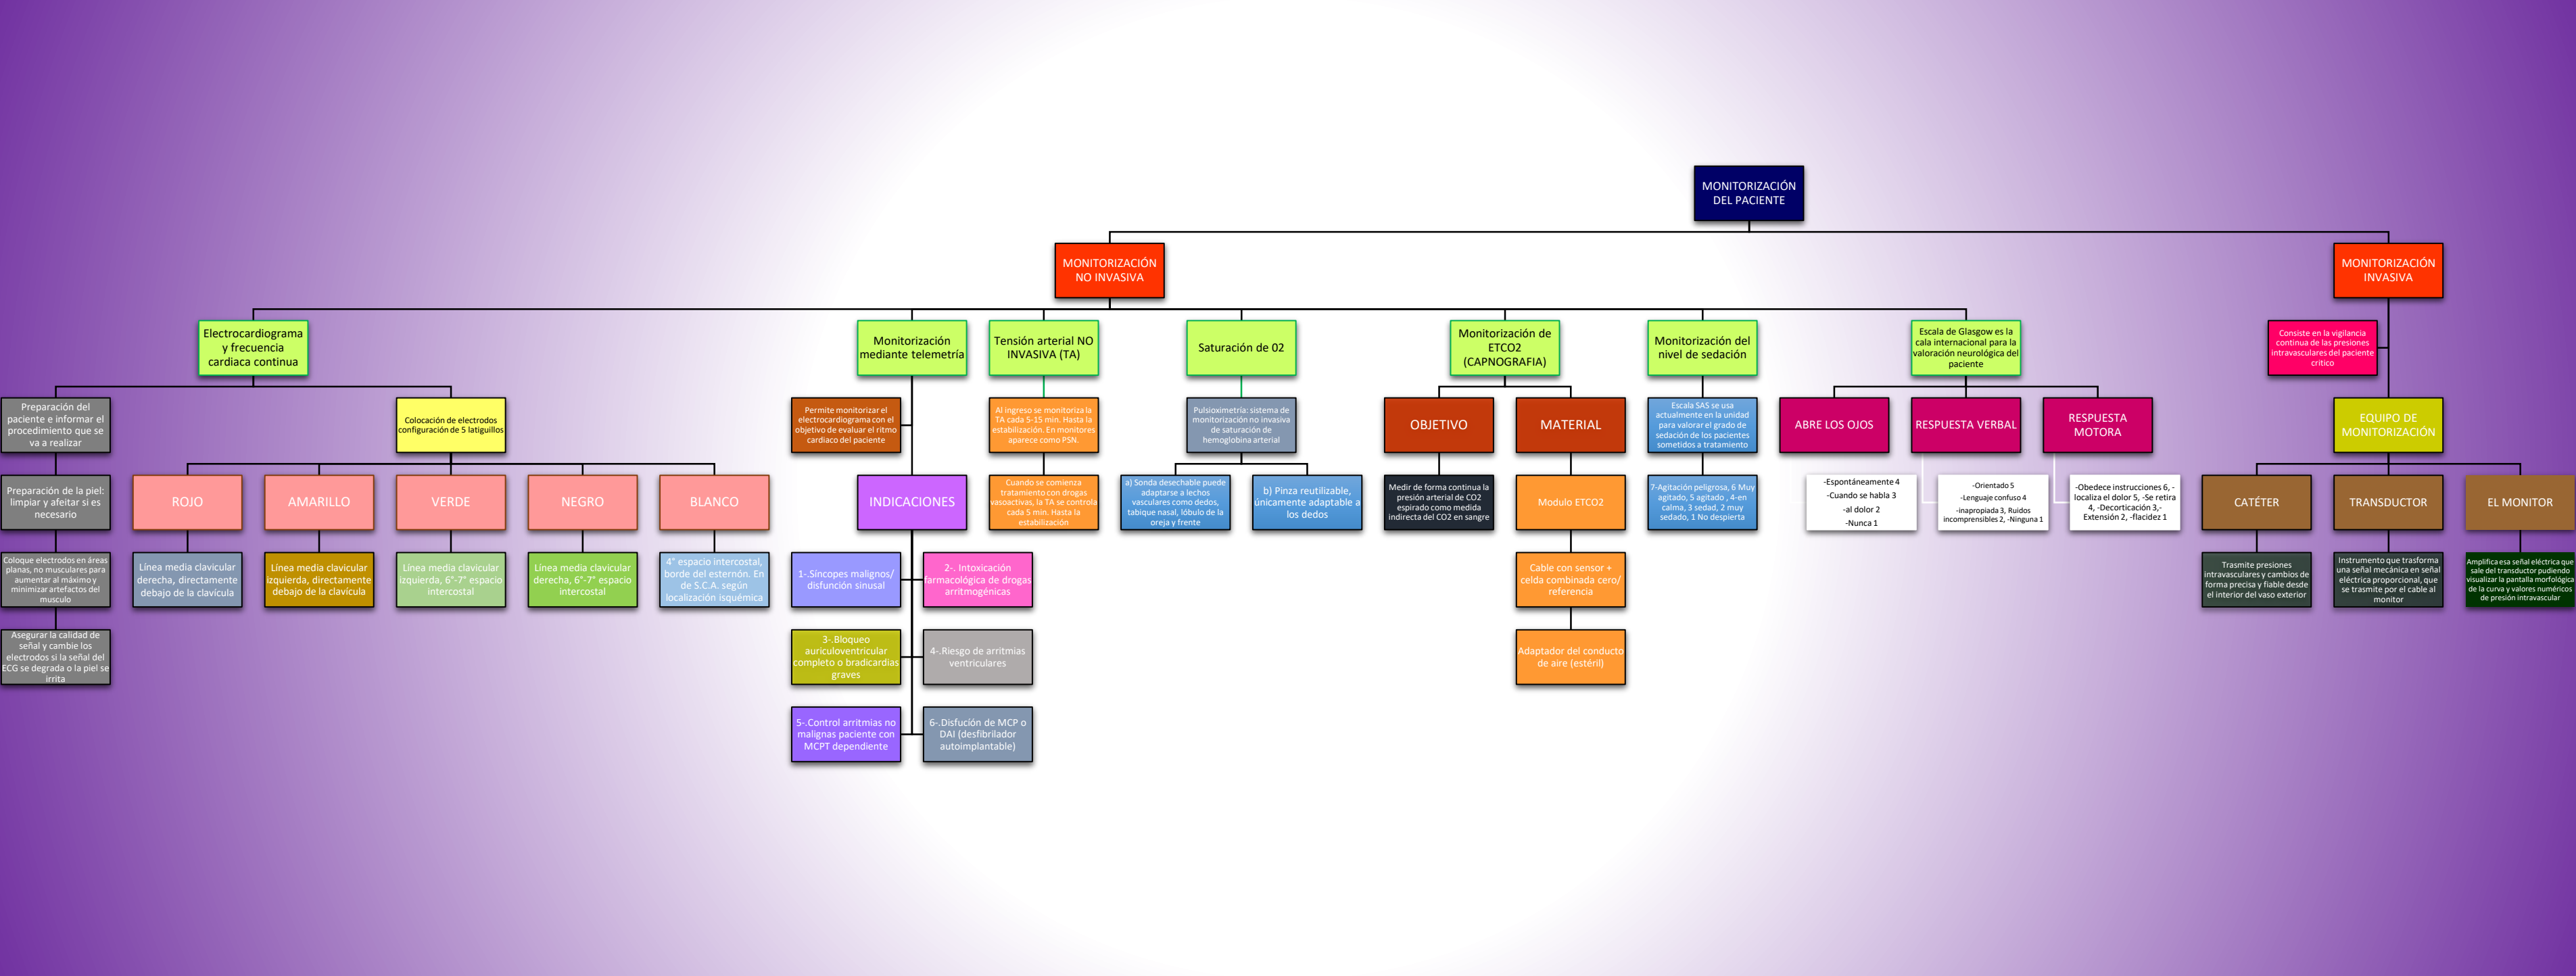 MONITORIZACIÓN
DEL PACIENTE
MONITORIZACIÓN
NO INVASIVA
MONITORIZACIÓN
INVASIVA
Electrocardiograma
y frecuencia
cardiaca continua
Monitorización
mediante telemetría
Tensión arterial NO
INVASIVA (TA)
Saturación de 02
Monitorización de
ETCO2
(CAPNOGRAFIA)
Monitorización del
nivel de sedación
Escala de Glasgow es la
cala internacional para la
valoración neurológica del
paciente
Consiste en la vigilancia
continua de las presiones
intravasculares del paciente
critico
Preparación del
paciente e informar el
procedimiento que se
va a realizar
Colocación de electrodos
configuración de 5 latiguillos
Permite monitorizar el
electrocardiograma con el
objetivo de evaluar el ritmo
cardiaco del paciente
Al ingreso se monitoriza la
TA cada 5-15 min. Hasta la
estabilización. En monitores
aparece como PSN.
Pulsioximetría: sistema de
monitorización no invasiva
de saturación de
hemoglobina arterial
OBJETIVO
MATERIAL
Escala SAS se usa
actualmente en la unidad
para valorar el grado de
sedación de los pacientes
sometidos a tratamiento
ABRE LOS OJOS
RESPUESTA VERBAL
RESPUESTA
MOTORA
EQUIPO DE
MONITORIZACIÓN
Preparación de la piel:
limpiar y afeitar si es
necesario
ROJO
AMARILLO
VERDE
NEGRO
BLANCO
INDICACIONES
Cuando se comienza
tratamiento con drogas
vasoactivas, la TA se controla
cada 5 min. Hasta la
estabilización
a) Sonda desechable puede
adaptarse a lechos
vasculares como dedos,
tabique nasal, lóbulo de la
oreja y frente
b) Pinza reutilizable,
únicamente adaptable a
los dedos
Medir de forma continua la
presión arterial de CO2
espirado como medida
indirecta del CO2 en sangre
Modulo ETCO2
7-Agitación peligrosa, 6 Muy
agitado, 5 agitado , 4-en
calma, 3 sedad, 2 muy
sedado, 1 No despierta
-Espontáneamente 4
-Cuando se habla 3
-al dolor 2
-Nunca 1
-Orientado 5
-Lenguaje confuso 4
-inapropiada 3, Ruidos
incomprensibles 2, -Ninguna 1
-Obedece instrucciones 6, -
localiza el dolor 5, -Se retira
4, -Decorticación 3,-
Extensión 2, -flacidez 1
CATÉTER
TRANSDUCTOR
EL MONITOR
Coloque electrodos en áreas
planas, no musculares para
aumentar al máximo y
minimizar artefactos del
musculo
Línea media clavicular
derecha, directamente
debajo de la clavícula
Línea media clavicular
izquierda, directamente
debajo de la clavícula
Línea media clavicular
izquierda, 6°-7° espacio
intercostal
Línea media clavicular
derecha, 6°-7° espacio
intercostal
4° espacio intercostal,
borde del esternón. En
de S.C.A. según
localización isquémica
1-.Síncopes malignos/
disfunción sinusal
2-. Intoxicación
farmacológica de drogas
arritmogénicas
Cable con sensor +
celda combinada cero/
referencia
Trasmite presiones
intravasculares y cambios de
forma precisa y fiable desde
el interior del vaso exterior
Instrumento que trasforma
una señal mecánica en señal
eléctrica proporcional, que
se trasmite por el cable al
monitor
Amplifica esa señal eléctrica que
sale del transductor pudiendo
visualizar la pantalla morfológica
de la curva y valores numéricos
de presión intravascular
Asegurar la calidad de
señal y cambie los
electrodos si la señal del
ECG se degrada o la piel se
irrita
3-.Bloqueo
auriculoventricular
completo o bradicardias
graves
4-.Riesgo de arritmias
ventriculares
Adaptador del conducto
de aire (estéril)
5-.Control arritmias no
malignas paciente con
MCPT dependiente
6-.Disfución de MCP o
DAI (desfibrilador
autoimplantable)